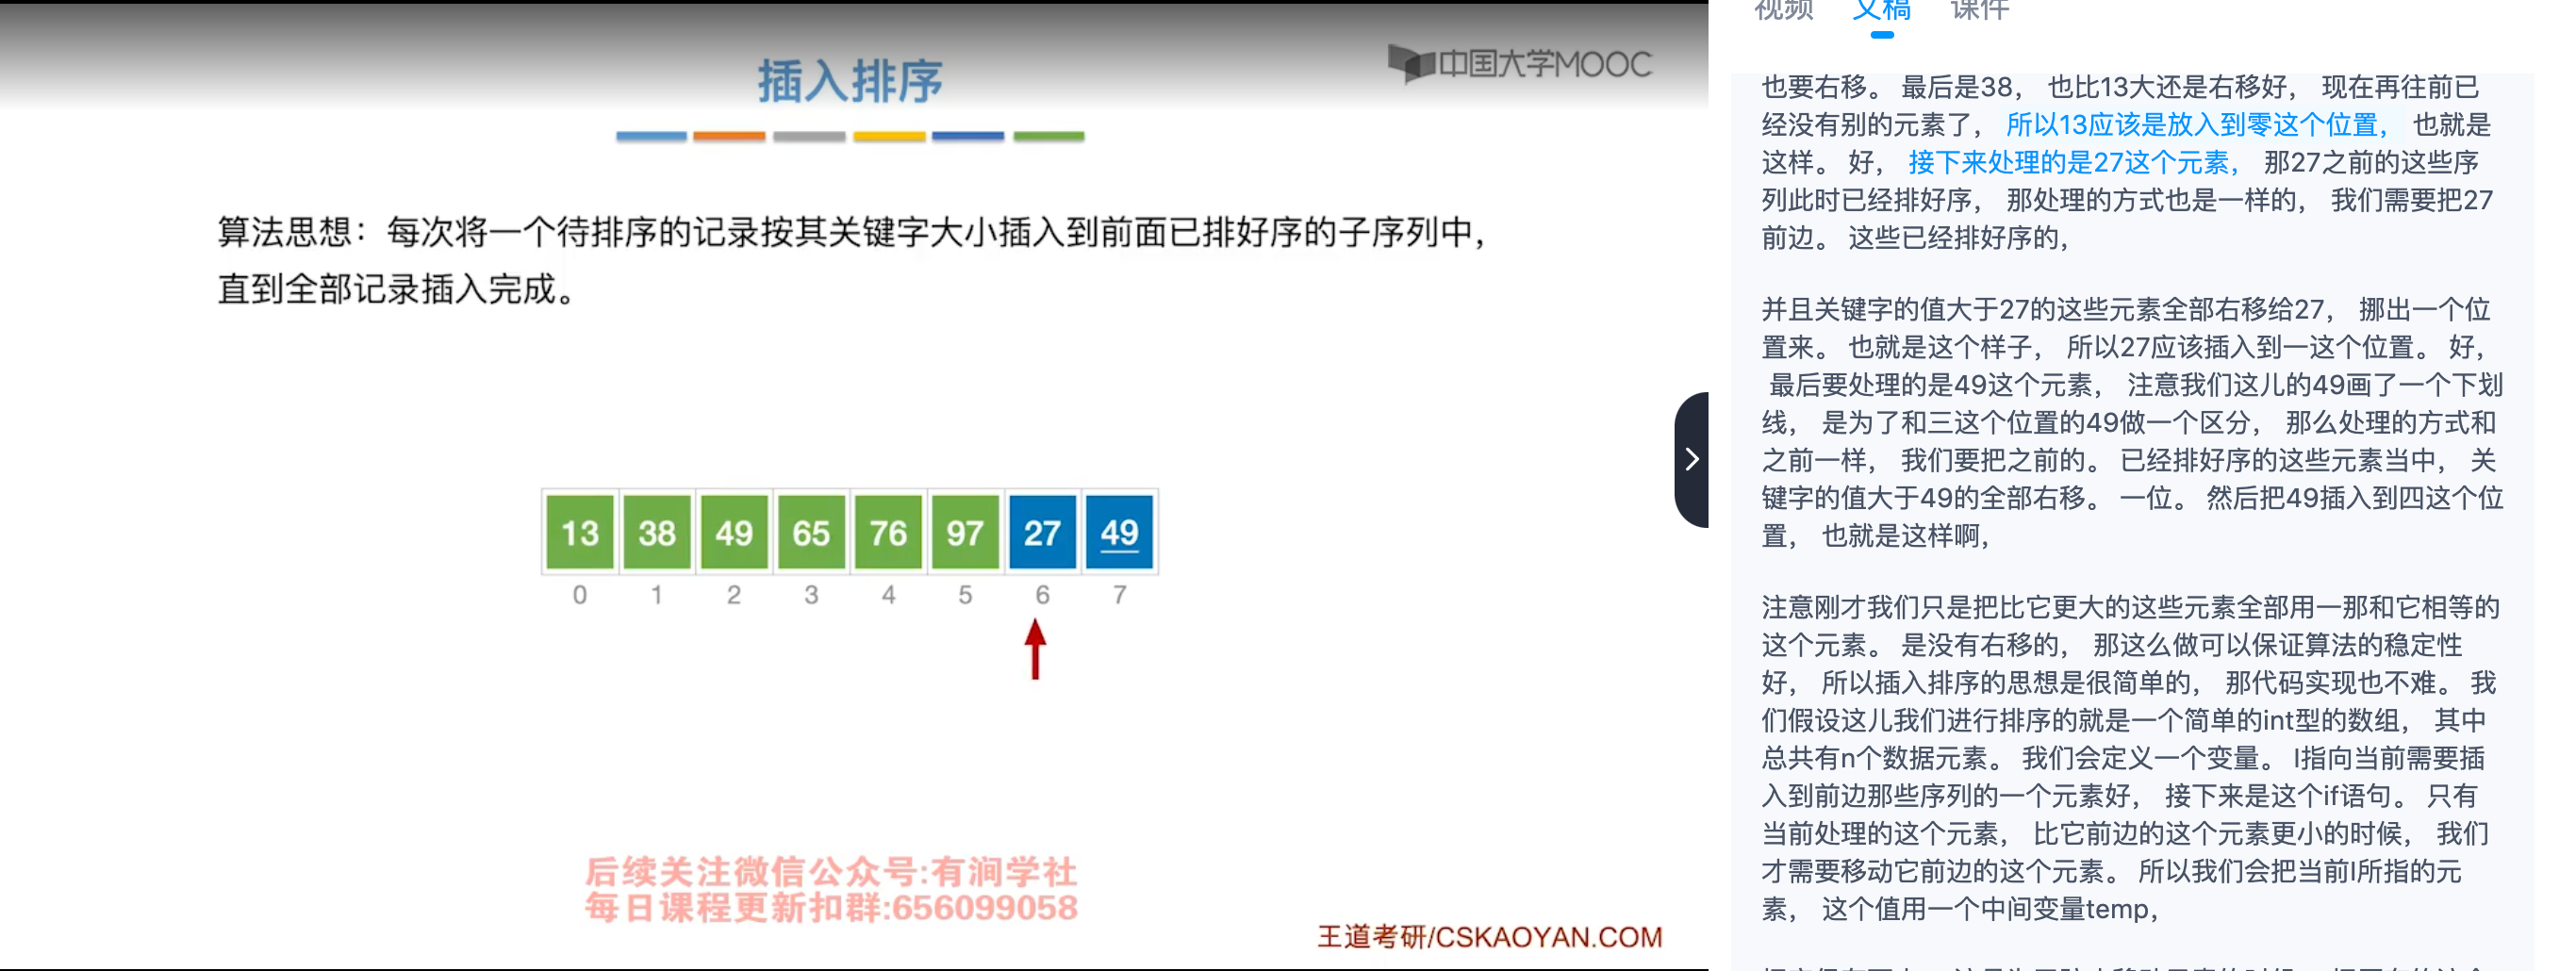 插入排序
中国大学MOOC
算法思想：每次将一个待排序的记录按其关键字大小插入到前面已排好序的子序列中，
直到全部记录插入完成。
13 38 49 65 76 97 27 49
0 1 2 3 4 5 6 7
后续关注微信公众号:有涧学社
每日课程更新扣群:656099058
王道考研/CSKAOYAN.COM
视频 文稿 课件
也要右移。 最后是38， 也比13大还是右移好， 现在再往前已
经没有别的元素了， 所以13应该是放入到零这个位置， 也就是
这样。 好， 接下来处理的是27这个元素， 那27之前的这些序
列此时已经排好序， 那处理的方式也是一样的， 我们需要把27
前边。 这些已经排好序的，
并且关键字的值大于27的这些元素全部右移给27， 挪出一个位
置来。 也就是这个样子， 所以27应该插入到一这个位置。 好，
最后要处理的是49这个元素， 注意我们这儿的49画了一个下划
线， 是为了和三这个位置的49做一个区分， 那么处理的方式和
之前一样， 我们要把之前的。 已经排好序的这些元素当中， 关
键字的值大于49的全部右移。 一位。 然后把49插入到四这个位
置， 也就是这样啊，
注意刚才我们只是把比它更大的这些元素全部用一那和它相等的
这个元素。 是没有右移的， 那这么做可以保证算法的稳定性
好， 所以插入排序的思想是很简单的， 那代码实现也不难。 我
们假设这儿我们进行排序的就是一个简单的int型的数组， 其中
总共有n个数据元素。 我们会定义一个变量。 I指向当前需要插
入到前边那些序列的一个元素好， 接下来是这个if语句。 只有
当前处理的这个元素， 比它前边的这个元素更小的时候， 我们
才需要移动它前边的这个元素。 所以我们会把当前I所指的元
素， 这个值用一个中间变量temp，